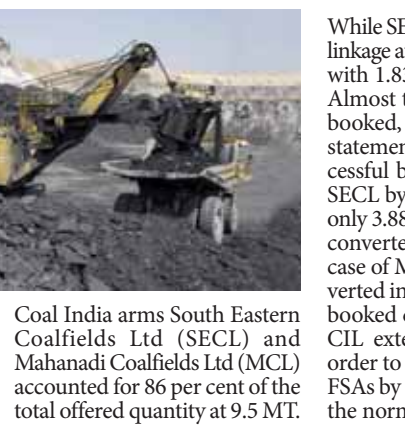 Coal India arms South Eastern
Coalfields Ltd (SECL) and
Mahanadi Coalfields Ltd (MCL)
accounted for 86 per cent of the
total offered quantity at 9.5 MT.
While SE
linkage a
with 1.83
Almost t
booked,
statemen
cessful b
SECL by
only 3.88
converte
case of M
verted in
booked 
CIL exte
order to
FSAs by
the norn